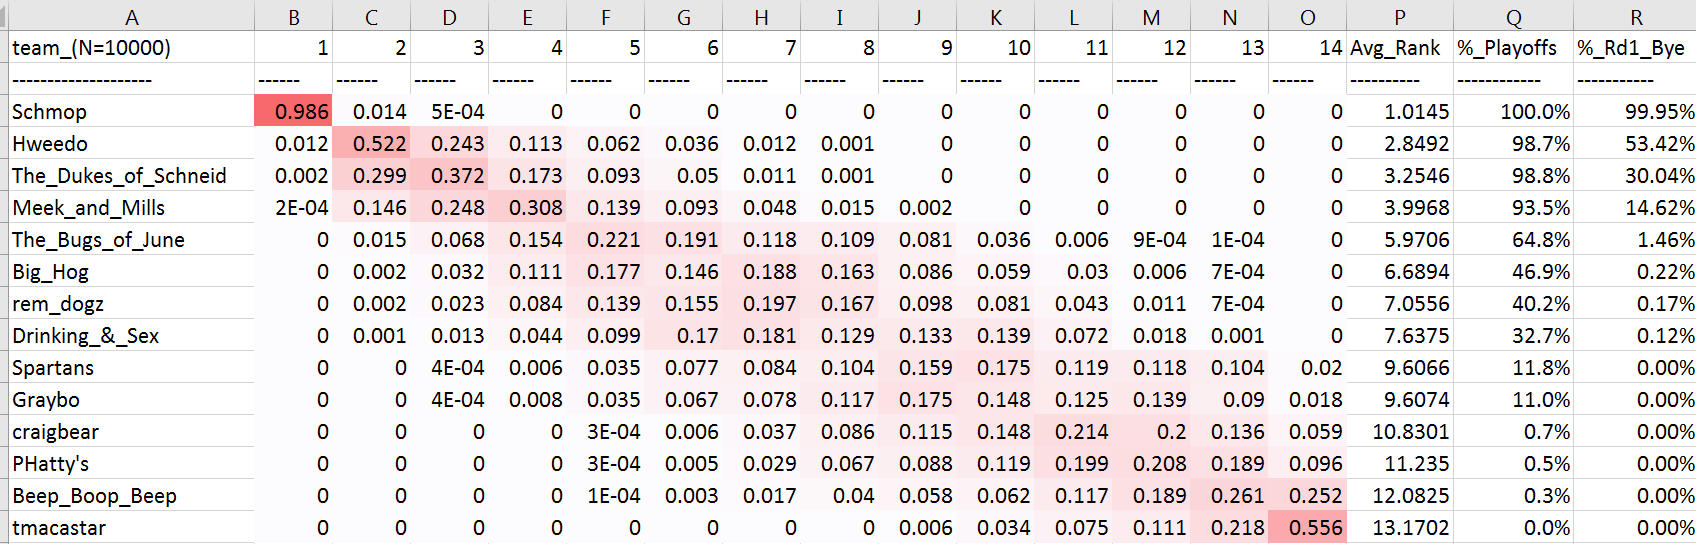 A B C D E F G H I J K L M N O P Q R
team_(N=10000) 1 2 3 4 5 6 7 8 9 10 11 12 13 14 Avg_Rank %_Playoffs %_Rd1_Bye
-------------------- ------ ------ ------ ------ ------ ------ ------ ------ ------ ------ ------ ------ ------ ------ ---------- ------------ -----------
Schmop 0.986 0.014 5E-04 0 0 0 0 0 0 0 0 0 0 0 1.0145 100.0% 99.95%
Hweedo 0.012 0.522 0.243 0.113 0.062 0.036 0.012 0.001 0 0 0 0 0 0 2.8492 98.7% 53.42%
The_Dukes_of_Schneid 0.002 0.299 0.372 0.173 0.093 0.05 0.011 0.001 0 0 0 0 0 0 3.2546 98.8% 30.04%
Meek_and_Mills 2E-04 0.146 0.248 0.308 0.139 0.093 0.048 0.015 0.002 0 0 0 0 0 3.9968 93.5% 14.62%
The_Bugs_of_June 0 0.015 0.068 0.154 0.221 0.191 0.118 0.109 0.081 0.036 0.006 9E-04 1E-04 0 5.9706 64.8% 1.46%
Big_Hog 0 0.002 0.032 0.111 0.177 0.146 0.188 0.163 0.086 0.059 0.03 0.006 7E-04 0 6.6894 46.9% 0.22%
rem_dogz 0 0.002 0.023 0.084 0.139 0.155 0.197 0.167 0.098 0.081 0.043 0.011 7E-04 0 7.0556 40.2% 0.17%
Drinking_&_Sex 0 0.001 0.013 0.044 0.099 0.17 0.181 0.129 0.133 0.139 0.072 0.018 0.001 0 7.6375 32.7% 0.12%
Spartans 0 0 4E-04 0.006 0.035 0.077 0.084 0.104 0.159 0.175 0.119 0.118 0.104 0.02 9.6066 11.8% 0.00%
Graybo 0 0 4E-04 0.008 0.035 0.067 0.078 0.117 0.175 0.148 0.125 0.139 0.09 0.018 9.6074 11.0% 0.00%
craigbear 0 0 0 0 3E-04 0.006 0.037 0.086 0.115 0.148 0.214 0.2 0.136 0.059 10.8301 0.7% 0.00%
PHatty's 0 0 0 0 3E-04 0.005 0.029 0.067 0.088 0.119 0.199 0.208 0.189 0.096 11.235 0.5% 0.00%
Beep_Boop_Beep 0 0 0 0 1E-04 0.003 0.017 0.04 0.058 0.062 0.117 0.189 0.261 0.252 12.0825 0.3% 0.00%
tmacastar 0 0 0 0 0 0 0 0 0.006 0.034 0.075 0.111 0.218 0.556 13.1702 0.0% 0.00%